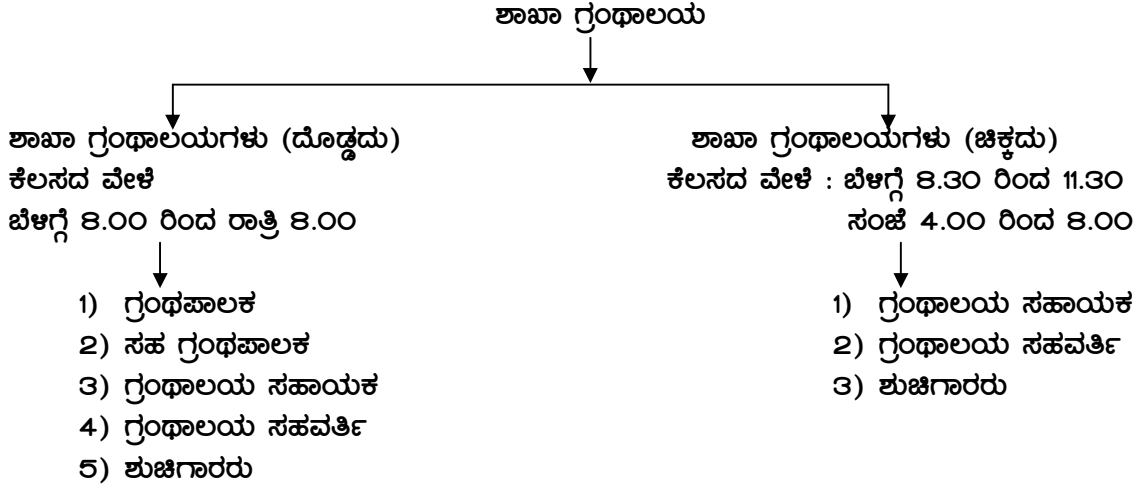 ಶಾಖಾ ಗ್ರಂಥಾಲಯ
ಶಾಖಾ ಗ್ರಂಥಾಲಯಗಳು (ದೊಡ್ಡದು)
ಕೆಲಸದ ವೇಳೆ
ಬೆಳಿಗ್ಗೆ 8.00 ರಿಂದ ರಾತ್ರಿ 8.00
1) ಗ್ರಂಥಪಾಲಕ
2) ಸಹ ಗ್ರಂಥಪಾಲಕ
3) ಗ್ರಂಥಾಲಯ ಸಹಾಯಕ
4) ಗ್ರಂಥಾಲಯ ಸಹವರ್ತಿ
5) ಶುಚಿಗಾರರು
ಶಾಖಾ ಗ್ರಂಥಾಲಯಗಳು (ಚಿಕ್ಕದು)
ಕೆಲಸದ ವೇಳೆ : ಬೆಳಿಗ್ಗೆ 8.30 ರಿಂದ 11.30
ಸಂಜೆ 4.00 ರಿಂದ 8.00
1) ಗ್ರಂಥಾಲಯ ಸಹಾಯಕ
2) ಗ್ರಂಥಾಲಯ ಸಹವರ್ತಿ
3) ಶುಚಿಗಾರರು